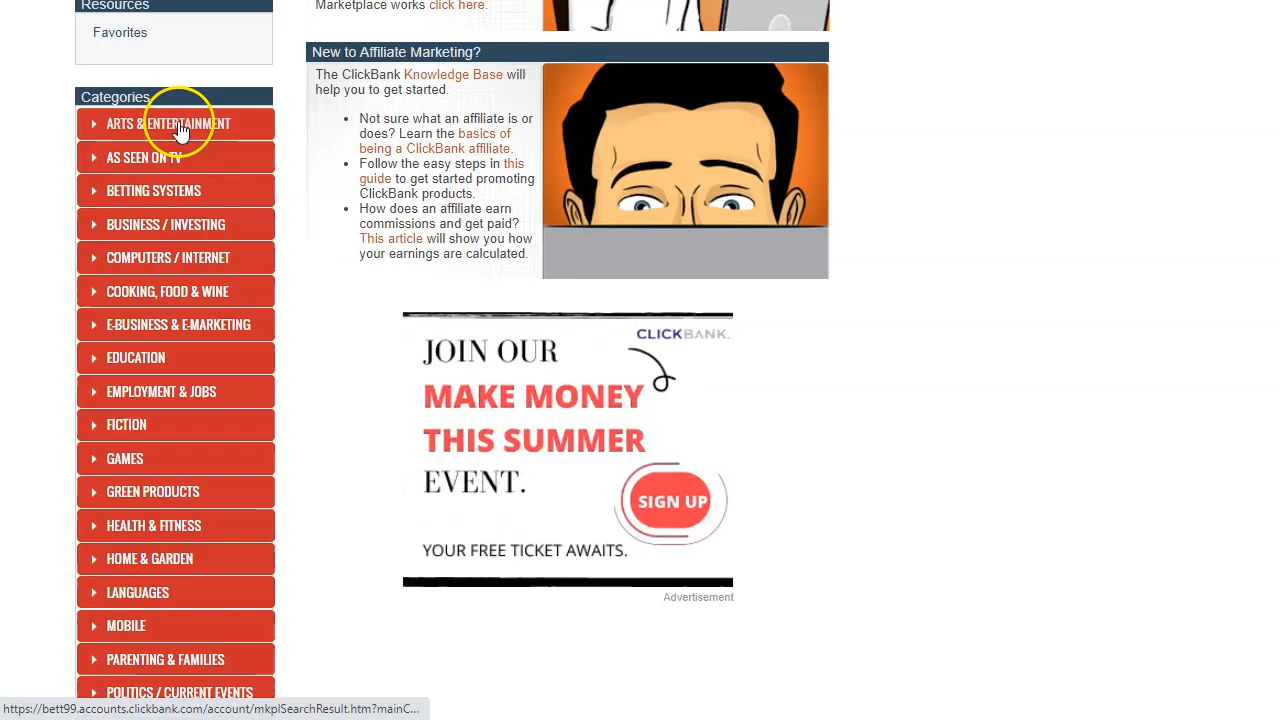 Resources
Favorites
Categories
ARTS & ENTERTAINMENT
AS SEEN ON TV
BETTING SYSTEMS
BUSINESS / INVESTING
COMPUTERS / INTERNET
COOKING, FOOD & WINE
E-BUSINESS & E-MARKETING
EDUCATION
EMPLOYMENT & JOBS
FICTION
GAMES
GREEN PRODUCTS
HEALTH & FITNESS
HOME & GARDEN
LANGUAGES
MOBILE
PARENTING & FAMILIES
POLITICS / CURRENT EVENTS
Marketplace works click here.
New to Affiliate Marketing?
The ClickBank Knowledge Base will
help you to get started.
Not sure what an affiliate is or
does? Learn the basics of
being a ClickBank affiliate.
Follow the easy steps in this
guide to get started promoting
ClickBank products.
How does an affiliate earn
commissions and get paid?
This article will show you how
your earnings are calculated.
CLICKBANK.
JOIN OUR
MAKE MONEY
THIS SUMMER
EVENT.
SIGN UP
YOUR FREE TICKET AWAITS.
Advertisement
https://bett99.accounts.clickbank.com/account/mkplSearchResult.htm?mainC...